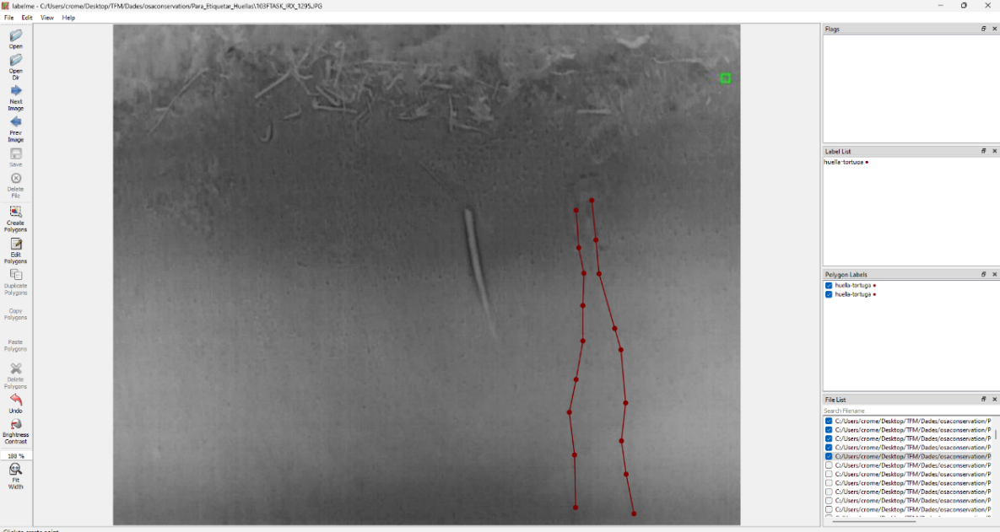 labelme - C:/Users/crome/Desktop/TFM/Dades/osaconservation/Para_Etiquetar_Huellas\103FTASK_IRX_1295.JPG
File Edit View Help
Open
Open
Dir
Next
Image
Prev
Image
Save
Delete
File
Create
Polygons
Edit
Polygons
Duplicate
Polygons
Copy
Polygons
Paste
Polygons
Delete
Polygons
Undo
Brightness
Contrast
188 %
Fit
Width
Flags
Label List
huella-tortuga
Polygon Labels
huella-tortuga
huella-tortuga
File List
Search Filename
C:/Users/crome/Desktop/TFM/Dades/osaconservation/P
C:/Users/crome/Desktop/TFM/Dades/osaconservation/P
C:/Users/crome/Desktop/TFM/Dades/osaconservation/P
C:/Users/crome/Desktop/TFM/Dades/osaconservation/P
C:/Users/crome/Desktop/TFM/Dades/osaconservation/P
C:/Users/crome/Desktop/TFM/Dades/osaconservation/P
C:/Users/crome/Desktop/TFM/Dades/osaconservation/P
C:/Users/crome/Desktop/TFM/Dades/osaconservation/P
C:/Users/crome/Desktop/TFM/Dades/osaconservation/P
C:/Users/crome/Desktop/TFM/Dades/osaconservation/P
C:/Users/crome/Desktop/TFM/Dades/osaconservation/P